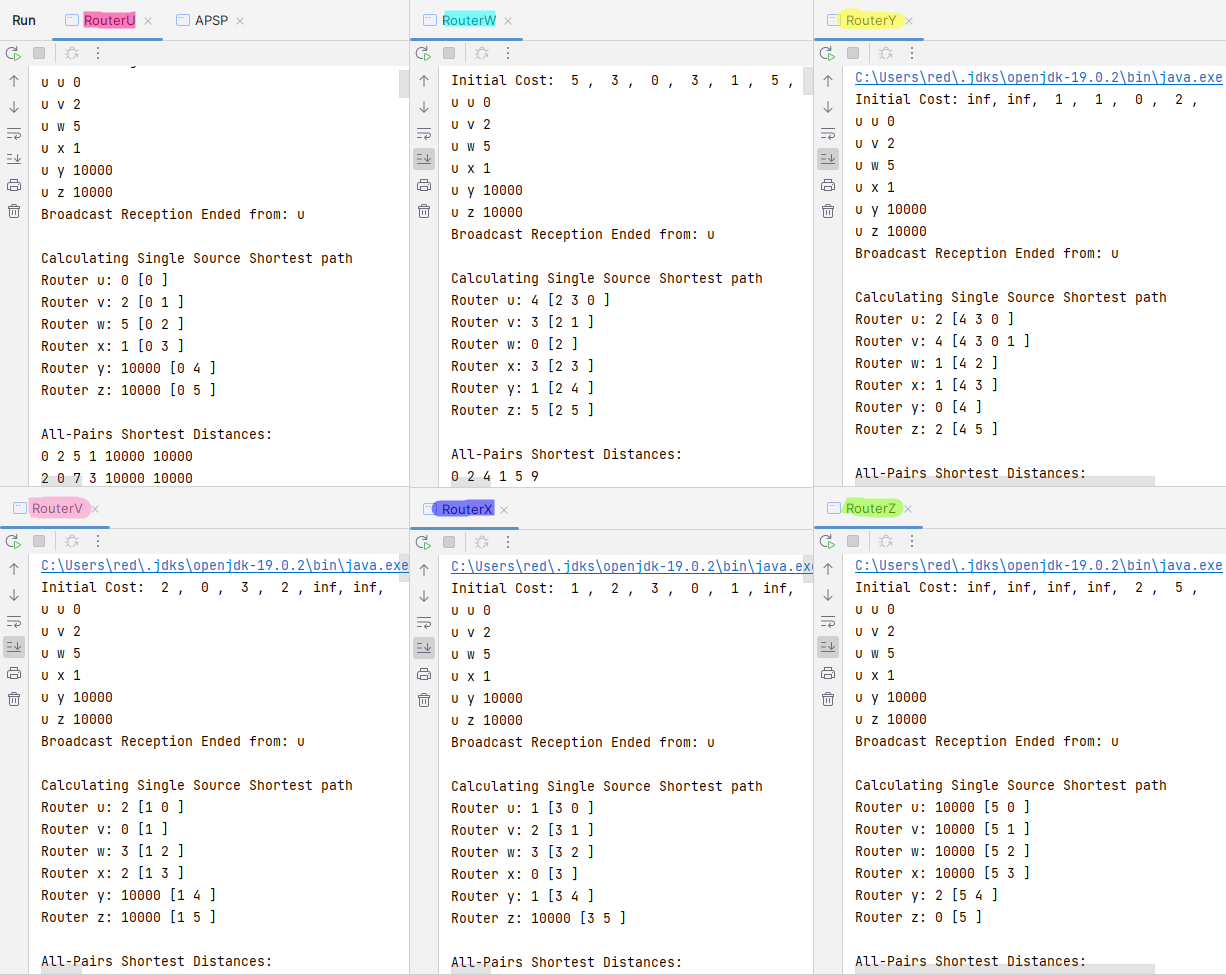 Run RouterU × APSP ×
u u 0
u v 2
u w 5
u x 1
u y 10000
u z 10000
Broadcast Reception Ended from: u
Calculating Single Source Shortest path
Router u: 0 [0 ]
Router v: 2 [0 1 ]
Router w: 5 [0 2 ]
Router x: 1 [0 3 ]
Router y: 10000 [0 4 ]
Router z: 10000 [0 5 ]
All-Pairs Shortest Distances:
0 2 5 1 10000 10000
2 0 7 3 10000 10000
RouterW ×
Initial Cost:  5 ,  3 ,  0 ,  3 ,  1 ,  5 ,
u u 0
u v 2
u w 5
u x 1
u y 10000
u z 10000
Broadcast Reception Ended from: u
Calculating Single Source Shortest path
Router u: 4 [2 3 0 ]
Router v: 3 [2 1 ]
Router w: 0 [2 ]
Router x: 3 [2 3 ]
Router y: 1 [2 4 ]
Router z: 5 [2 5 ]
All-Pairs Shortest Distances:
0 2 4 1 5 9
RouterY ×
C:\Users\red\.jdks\openjdk-19.0.2\bin\java.exe
Initial Cost: inf, inf,  1 ,  1 ,  0 ,  2 ,
u u 0
u v 2
u w 5
u x 1
u y 10000
u z 10000
Broadcast Reception Ended from: u
Calculating Single Source Shortest path
Router u: 2 [4 3 0 ]
Router v: 4 [4 3 0 1 ]
Router w: 1 [4 2 ]
Router x: 1 [4 3 ]
Router y: 0 [4 ]
Router z: 2 [4 5 ]
All-Pairs Shortest Distances:
RouterV ×
C:\Users\red\.jdks\openjdk-19.0.2\bin\java.exe
Initial Cost:  2 ,  0 ,  3 ,  2 , inf, inf,
u u 0
u v 2
u w 5
u x 1
u y 10000
u z 10000
Broadcast Reception Ended from: u
Calculating Single Source Shortest path
Router u: 2 [1 0 ]
Router v: 0 [1 ]
Router w: 3 [1 2 ]
Router x: 2 [1 3 ]
Router y: 10000 [1 4 ]
Router z: 10000 [1 5 ]
All-Pairs Shortest Distances:
RouterX ×
C:\Users\red\.jdks\openjdk-19.0.2\bin\java.ex
Initial Cost:  1 ,  2 ,  3 ,  0 ,  1 , inf,
u u 0
u v 2
u w 5
u x 1
u y 10000
u z 10000
Broadcast Reception Ended from: u
Calculating Single Source Shortest path
Router u: 1 [3 0 ]
Router v: 2 [3 1 ]
Router w: 3 [3 2 ]
Router x: 0 [3 ]
Router y: 1 [3 4 ]
Router z: 10000 [3 5 ]
All-Pairs Shortest Distances:
RouterZ ×
C:\Users\red\.jdks\openjdk-19.0.2\bin\java.exe
Initial Cost: inf, inf, inf, inf,  2 ,  5 ,
u u 0
u v 2
u w 5
u x 1
u y 10000
u z 10000
Broadcast Reception Ended from: u
Calculating Single Source Shortest path
Router u: 10000 [5 0 ]
Router v: 10000 [5 1 ]
Router w: 10000 [5 2 ]
Router x: 10000 [5 3 ]
Router y: 2 [5 4 ]
Router z: 0 [5 ]
All-Pairs Shortest Distances: